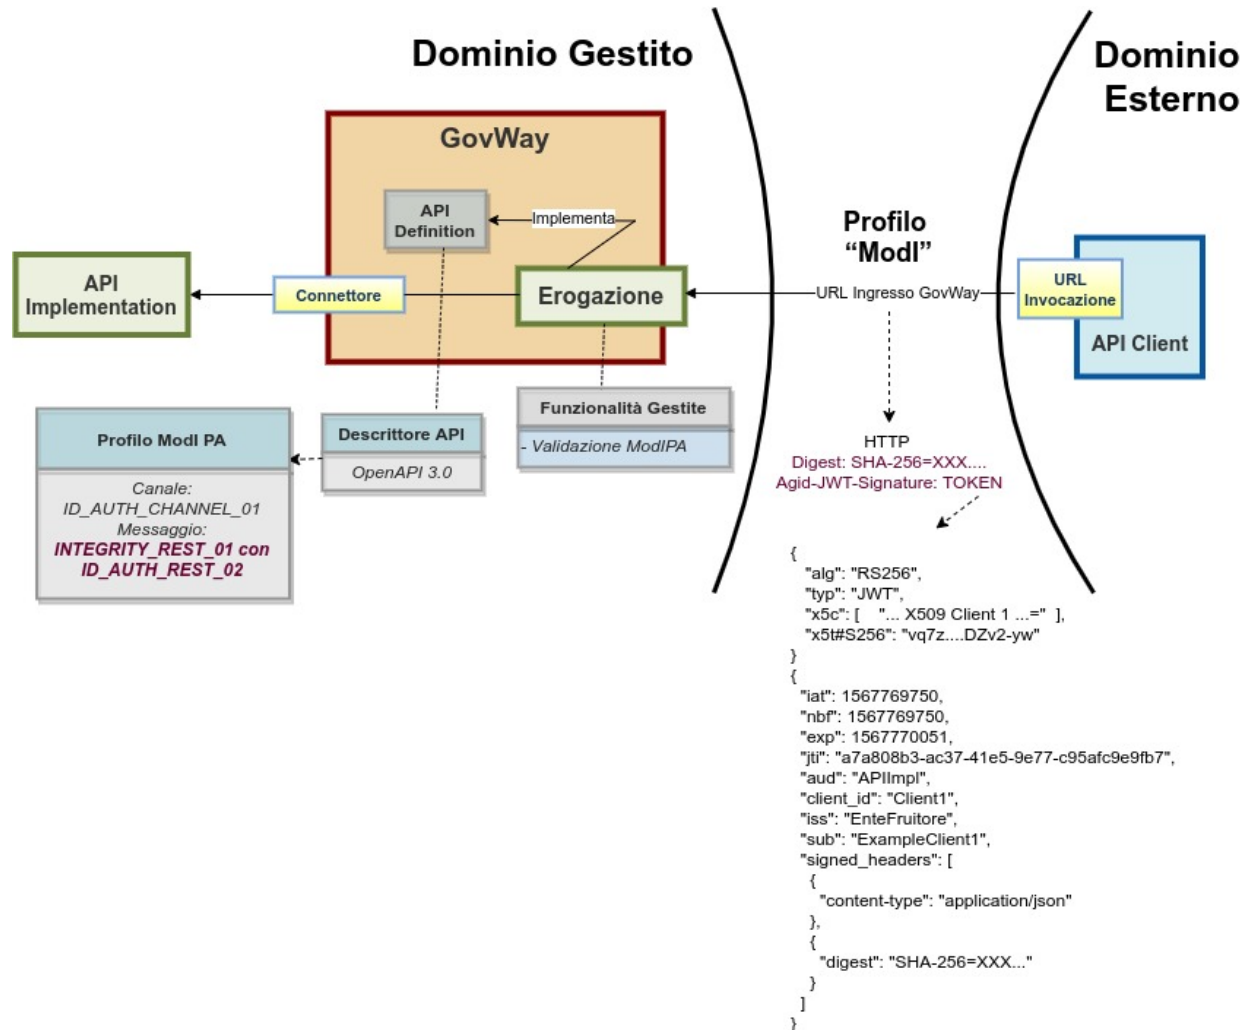 Dominio Gestito
Dominio
Esterno
GovWay
API
Definition
Implementa
Profilo
“ModI”
API
Implementation
Connettore
Erogazione
URL Ingresso GovWay
URL
Invocazione
API Client
Profilo ModI PA
Canale:
ID_AUTH_CHANNEL_01
Messaggio:
INTEGRITY_REST_01 con
ID_AUTH_REST_02
Descrittore API
OpenAPI 3.0
Funzionalità Gestite
- Validazione ModIPA
HTTP
Digest: SHA-256=XXX....
Agid-JWT-Signature: TOKEN
{
"alg": "RS256",
"typ": "JWT",
"x5c": [ "... X509 Client 1 ...=" ],
"x5t#S256": "vq7z....DZv2-yw"
}
{
"iat": 1567769750,
"nbf": 1567769750,
"exp": 1567770051,
"jti": "a7a808b3-ac37-41e5-9e77-c95afc9e9fb7",
"aud": "APIImpl",
"client_id": "Client1",
"iss": "EnteFruitore",
"sub": "ExampleClient1",
"signed_headers": [
{
"content-type": "application/json"
},
{
"digest": "SHA-256=XXX..."
}
]
}